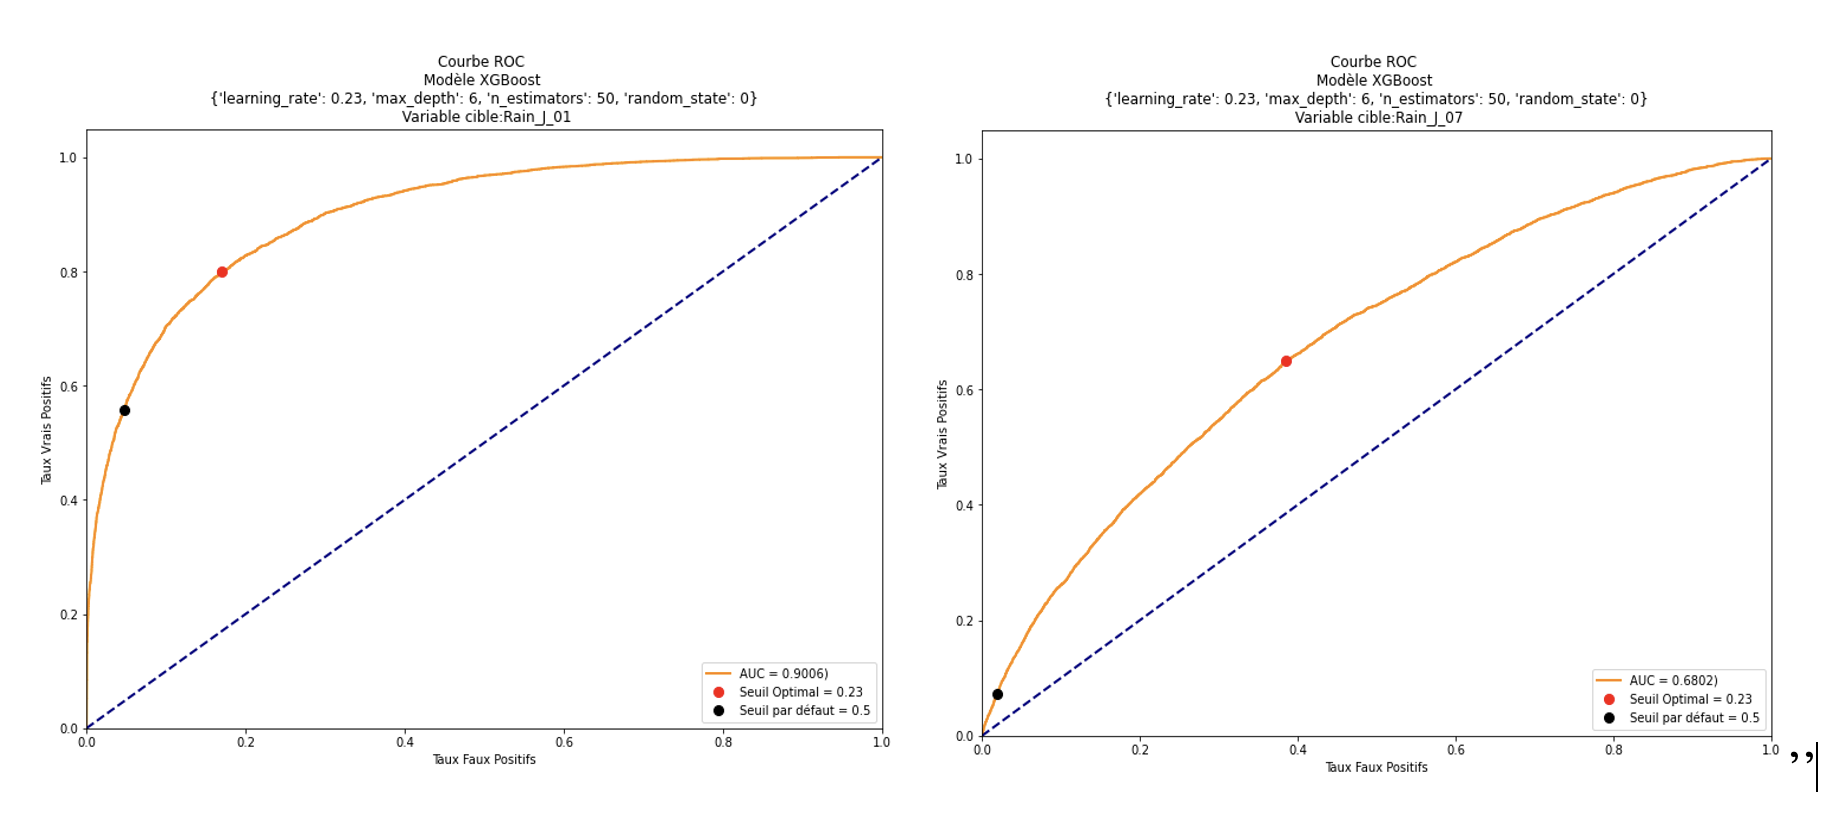 Courbe ROC
Modèle XGBoost
{'learning_rate': 0.23, 'max_depth': 6, 'n_estimators': 50, 'random_state': 0}
Variable cible:Rain_J_01
1.0
0.8
0.6
0.4
0.2
0.0
Taux Vrais Positifs
0.0 0.2 0.4 0.6 0.8 1.0
Taux Faux Positifs
AUC = 0.9006)
Seuil Optimal = 0.23
Seuil par défaut = 0.5
Courbe ROC
Modèle XGBoost
{'learning_rate': 0.23, 'max_depth': 6, 'n_estimators': 50, 'random_state': 0}
Variable cible:Rain_J_07
1.0
0.8
0.6
0.4
0.2
0.0
Taux Vrais Positifs
0.0 0.2 0.4 0.6 0.8 1.0
Taux Faux Positifs
AUC = 0.6802)
Seuil Optimal = 0.23
Seuil par défaut = 0.5
’’